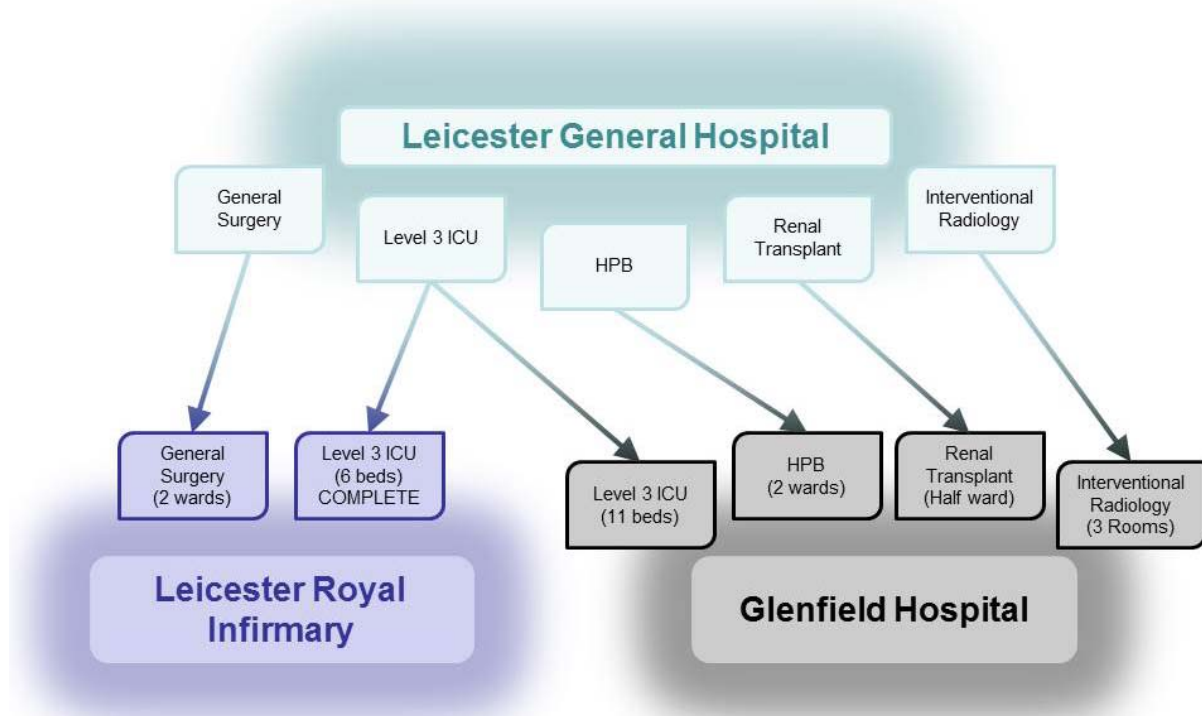 Leicester General Hospital
General
Surgery
Level 3 ICU
HPB
Renal
Transplant
Interventional
Radiology
General
Surgery
(2 wards)
Level 3 ICU
(6 beds)
COMPLETE
Level 3 ICU
(11 beds)
HPB
(2 wards)
Renal
Transplant
(Half ward)
Interventional
Radiology
(3 Rooms)
Leicester Royal
Infirmary
Glenfield Hospital